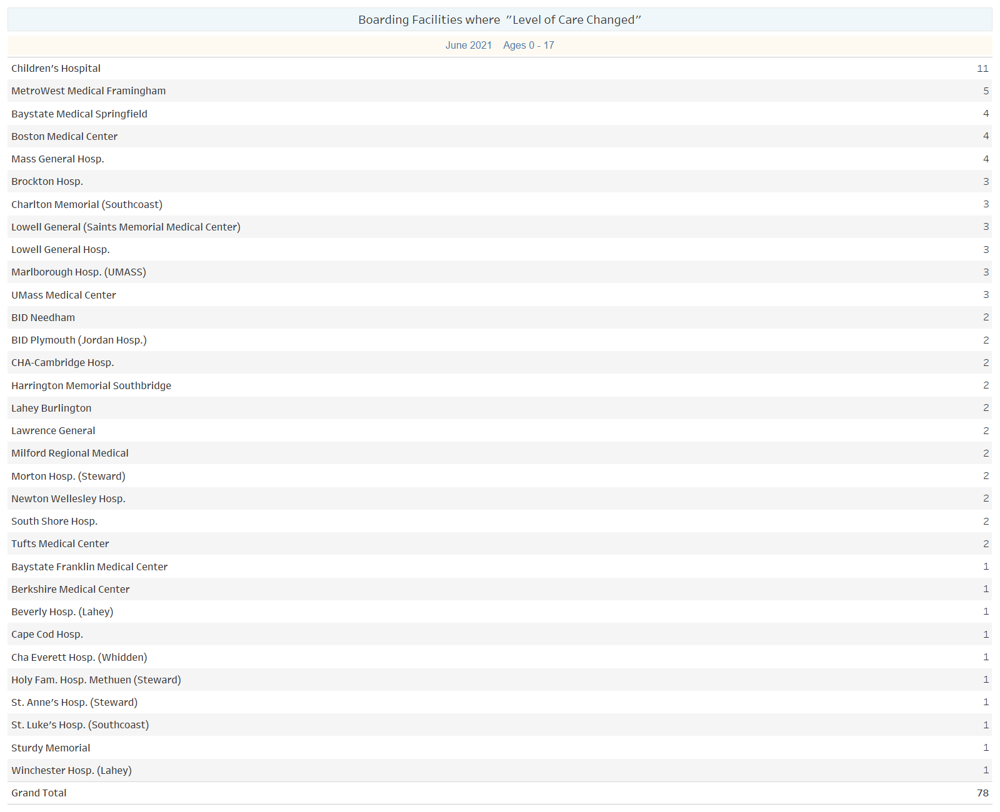 Boarding Facilities where "Level of Care Changed"
June 2021 Ages 0 - 17
Children's Hospital 11
MetroWest Medical Framingham 5
Baystate Medical Springfield 4
Boston Medical Center 4
Mass General Hosp. 4
Brockton Hosp. 3
Charlton Memorial (Southcoast) 3
Lowell General (Saints Memorial Medical Center) 3
Lowell General Hosp. 3
Marlborough Hosp. (UMASS) 3
UMass Medical Center 3
BID Needham 2
BID Plymouth (Jordan Hosp.) 2
CHA-Cambridge Hosp. 2
Harrington Memorial Southbridge 2
Lahey Burlington 2
Lawrence General 2
Milford Regional Medical 2
Morton Hosp. (Steward) 2
Newton Wellesley Hosp. 2
South Shore Hosp. 2
Tufts Medical Center 2
Baystate Franklin Medical Center 1
Berkshire Medical Center 1
Beverly Hosp. (Lahey) 1
Cape Cod Hosp. 1
Cha Everett Hosp. (Whidden) 1
Holy Fam. Hosp. Methuen (Steward) 1
St. Anne's Hosp. (Steward) 1
St. Luke's Hosp. (Southcoast) 1
Sturdy Memorial 1
Winchester Hosp. (Lahey) 1
Grand Total 78